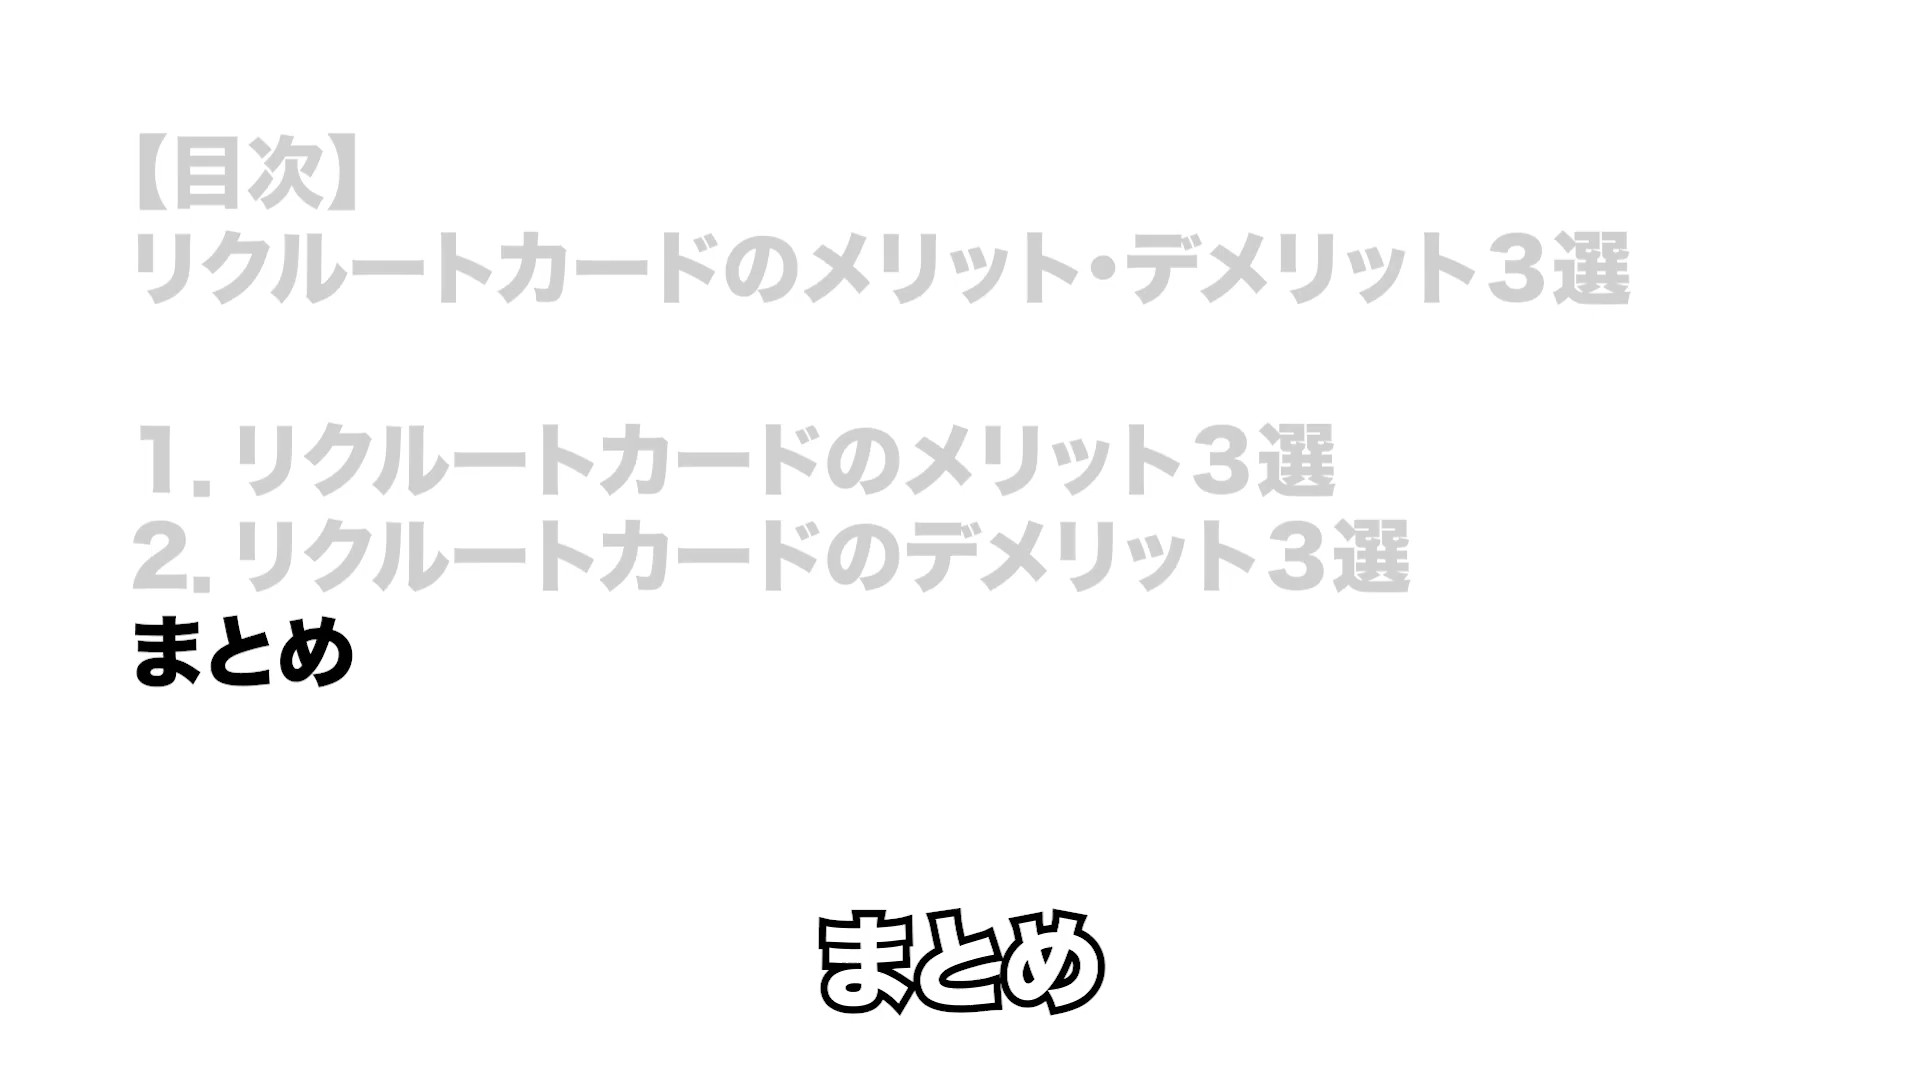 【目次】
リクルートカードのメリット・デメリット３選
１．リクルートカードのメリット３選
２．リクルートカードのデメリット３選
まとめ
まとめ